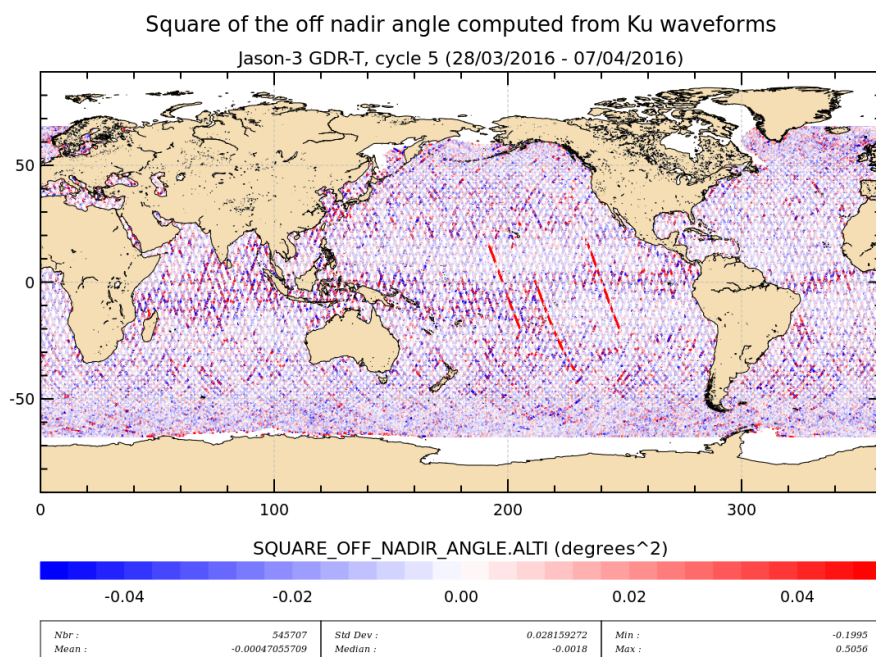 Square of the off nadir angle computed from Ku waveforms
Jason-3 GDR-T, cycle 5 (28/03/2016 - 07/04/2016)
50
0
-50
0 100 200 300
SQUARE_OFF_NADIR_ANGLE.ALTI (degrees^2)
-0.04 -0.02 0.00 0.02 0.04
Nbr : 545707 Std Dev : 0.028159272 Min : -0.1995
Mean : -0.00047055709 Median : -0.0018 Max : 0.5056